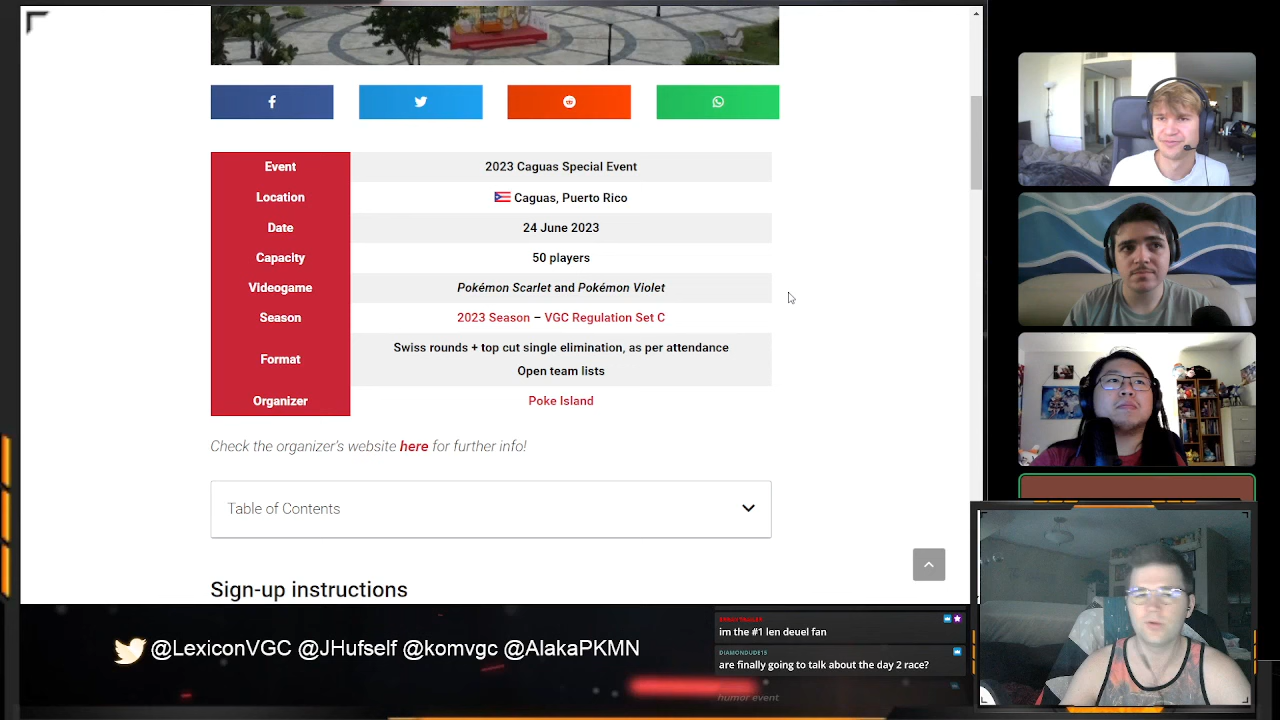 Event 2023 Caguas Special Event
Location Caguas, Puerto Rico
Date 24 June 2023
Capacity 50 players
Videogame Pokémon Scarlet and Pokémon Violet
Season 2023 Season – VGC Regulation Set C
Format Swiss rounds + top cut single elimination, as per attendance
Open team lists
Organizer Poke Island
Check the organizer's website here for further info!
Table of Contents
Sign-up instructions
@LexiconVGC @JHufself @komvgc @AlakaPKMN
im the #1 len deuel fan
DIAMONDUDE15
are finally going to talk about the day 2 race?
humor event